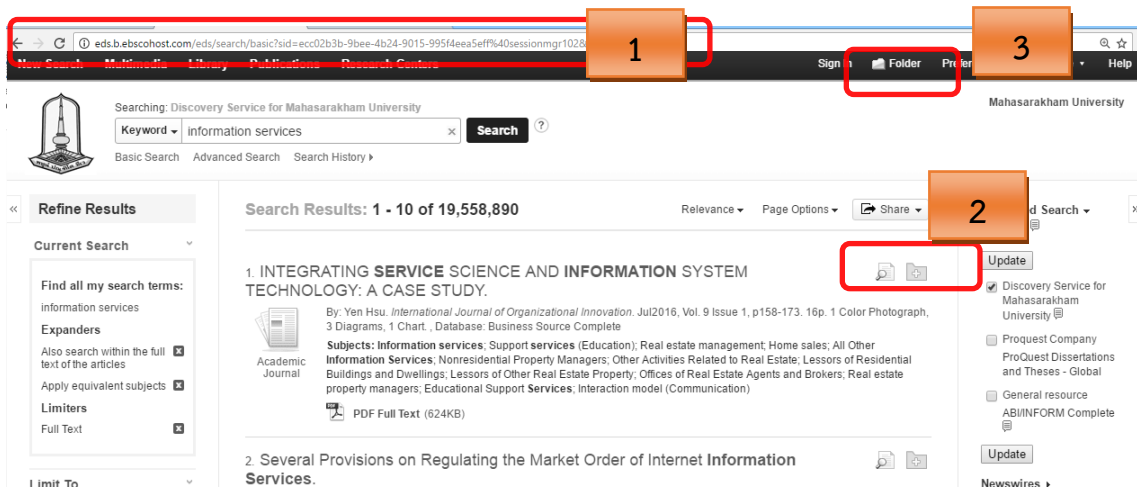 1
3
eds.b.ebscohost.com/eds/search/basic?sid=ecc02b3b-9bee-4b24-9015-995f4eea5eff%40sessionmgr102&
New Search Multimedia Library Publications Research Centers Sign In Folder Help
Mahasarakham University
Searching: Discovery Service for Mahasarakham University
Keyword information services × Search ?
Basic Search Advanced Search Search History
« Refine Results
Search Results: 1 - 10 of 19,558,890
Relevance Page Options Share
2
Search
Current Search
Find all my search terms:
information services
Expanders
Also search within the full
text of the articles
Apply equivalent subjects
Limiters
Full Text
Limit To
1. INTEGRATING SERVICE SCIENCE AND INFORMATION SYSTEM
TECHNOLOGY: A CASE STUDY.
By: Yen Hsu. International Journal of Organizational Innovation. Jul2016, Vol. 9 Issue 1, p158-173. 16p. 1 Color Photograph,
3 Diagrams, 1 Chart. , Database: Business Source Complete
Subjects: Information services; Support services (Education); Real estate management; Home sales; All Other
Information Services; Nonresidential Property Managers; Other Activities Related to Real Estate; Lessors of Residential
Buildings and Dwellings; Lessors of Other Real Estate Property; Offices of Real Estate Agents and Brokers; Real estate
property managers; Educational Support Services; Interaction model (Communication)
Academic
Journal
PDF Full Text (624KB)
2. Several Provisions on Regulating the Market Order of Internet Information
Services.
Update
Discovery Service for
Mahasarakham
University
Proquest Company
ProQuest Dissertations
and Theses - Global
General resource
ABI/INFORM Complete
Update
Newswires